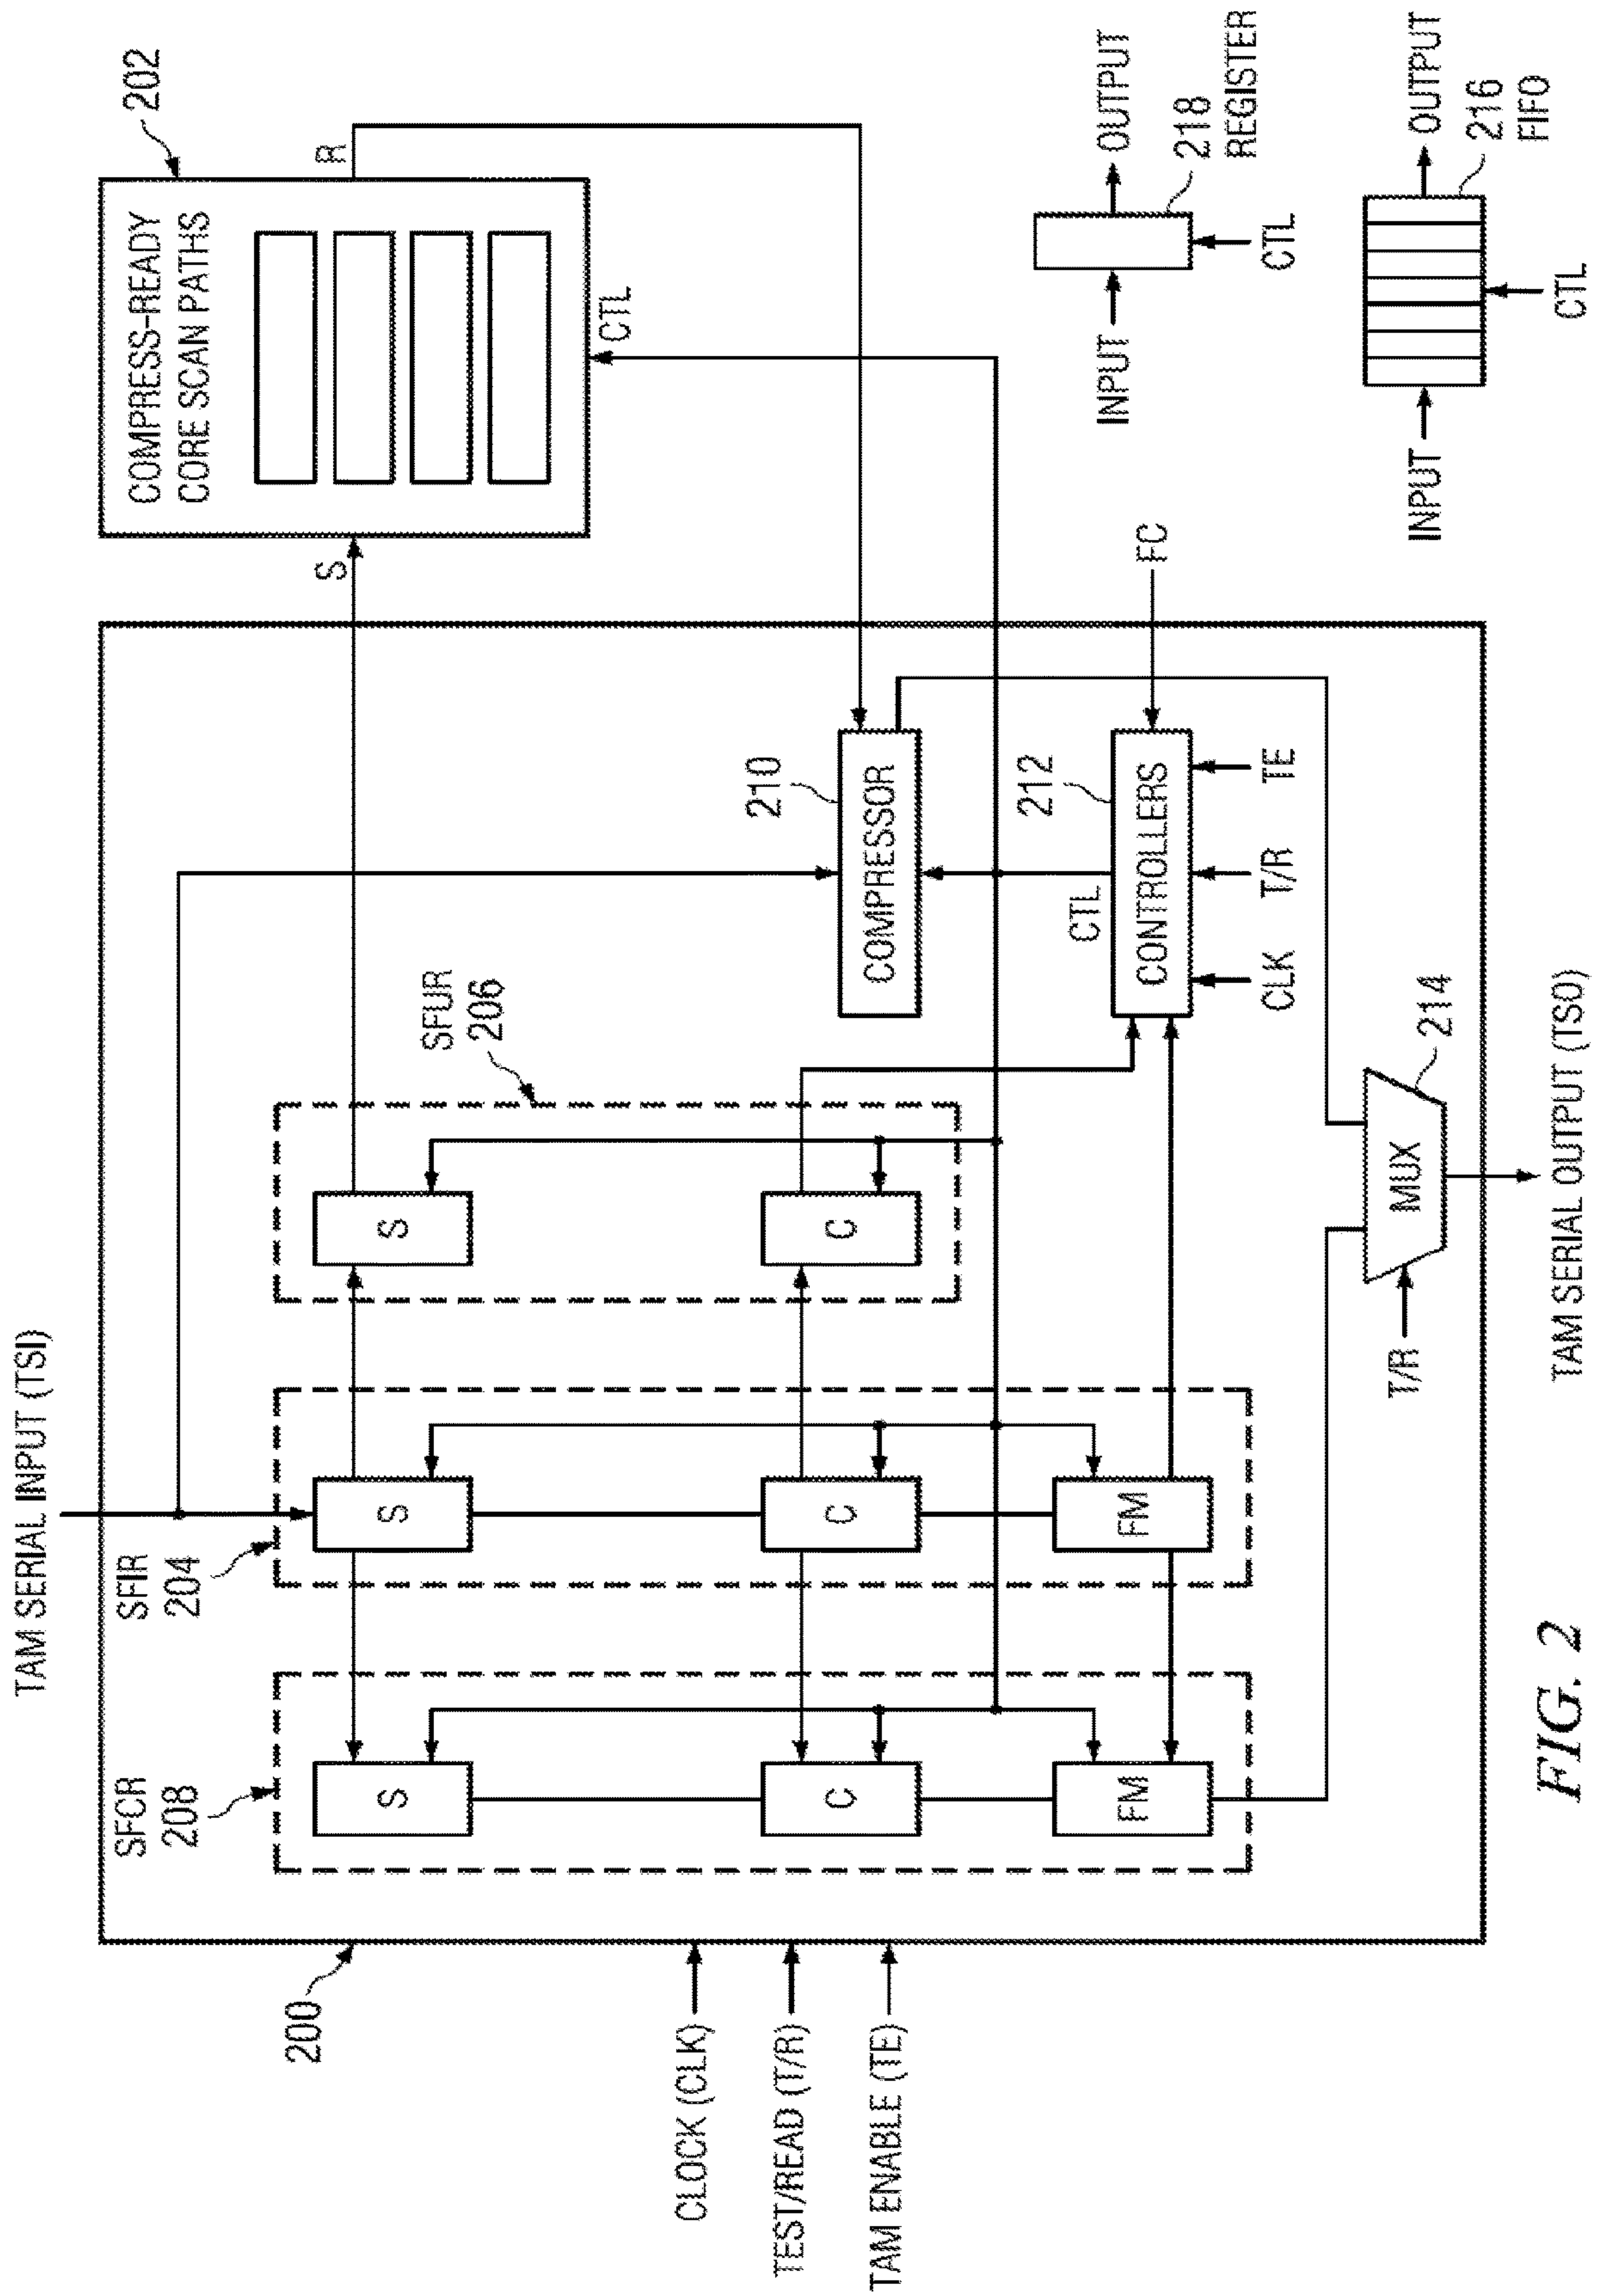 TAM SERIAL INPUT (TSI)
200
CLOCK (CLK)
TEST/READ (T/R)
TAM ENABLE (TE)
SFCR
208
S
C
FM
SFIR
204
S
C
FM
SFUR
206
S
C
210
COMPRESSOR
212
CTL
CONTROLLERS
CLK
T/R
TE
FC
T/R
MUX
214
TAM SERIAL OUTPUT (TSO)
S
202
COMPRESS-READY
CORE SCAN PATHS
R
CTL
INPUT
OUTPUT
218
REGISTER
CTL
INPUT
OUTPUT
216
FIFO
CTL
FIG. 2